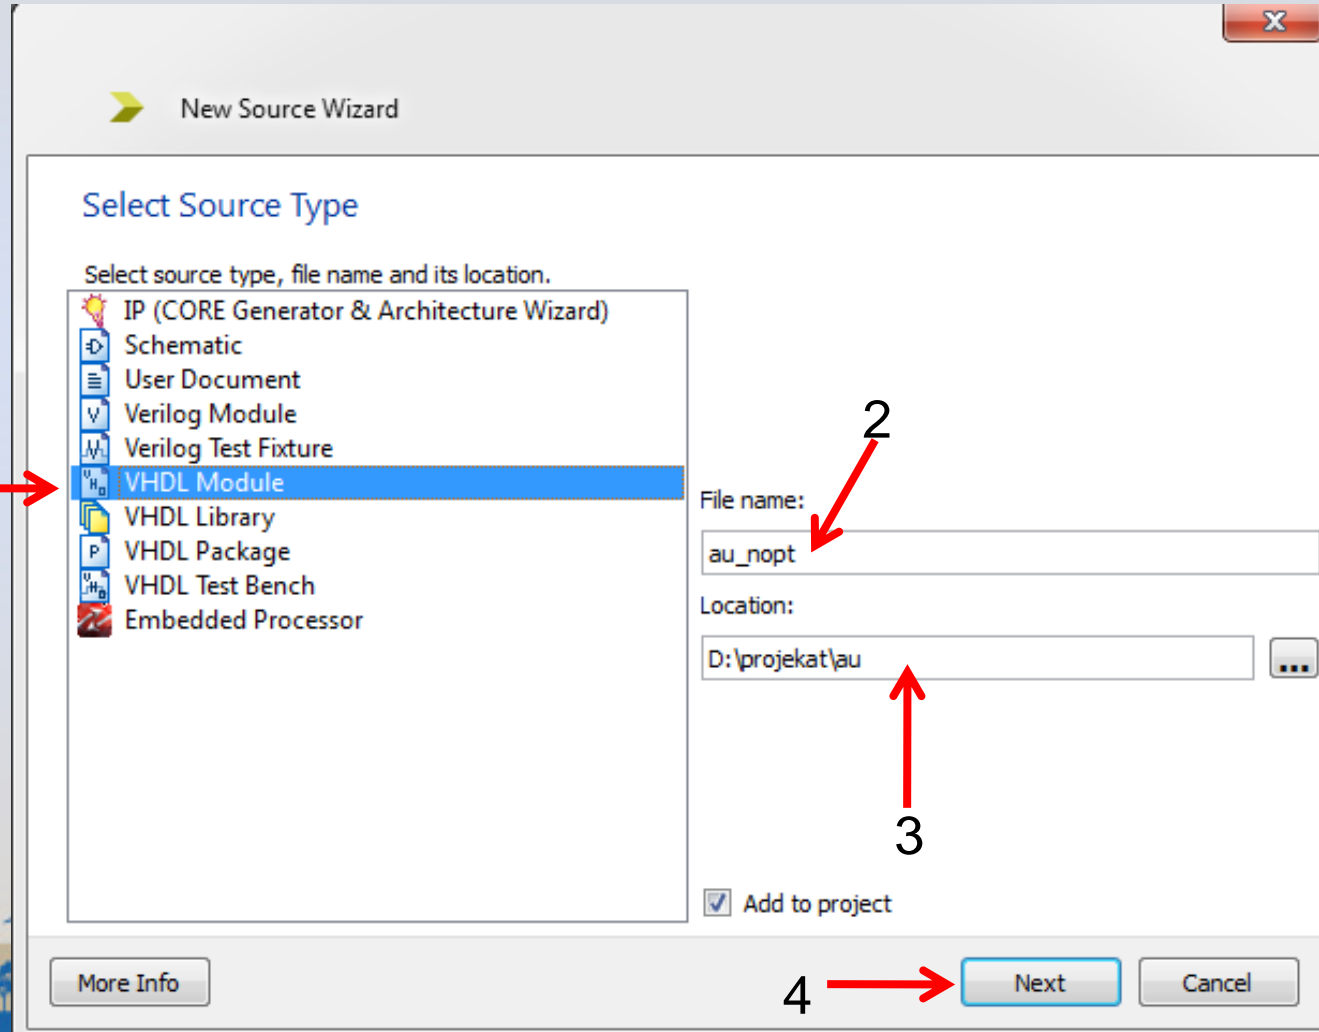 New Source Wizard
Select Source Type
Select source type, file name and its location.
IP (CORE Generator & Architecture Wizard)
Schematic
User Document
Verilog Module
Verilog Test Fixture
VHDL Module
VHDL Library
VHDL Package
VHDL Test Bench
Embedded Processor
2
File name:
au_nopt
Location:
D:\projekat\au
...
3
Add to project
More Info
4
Next
Cancel